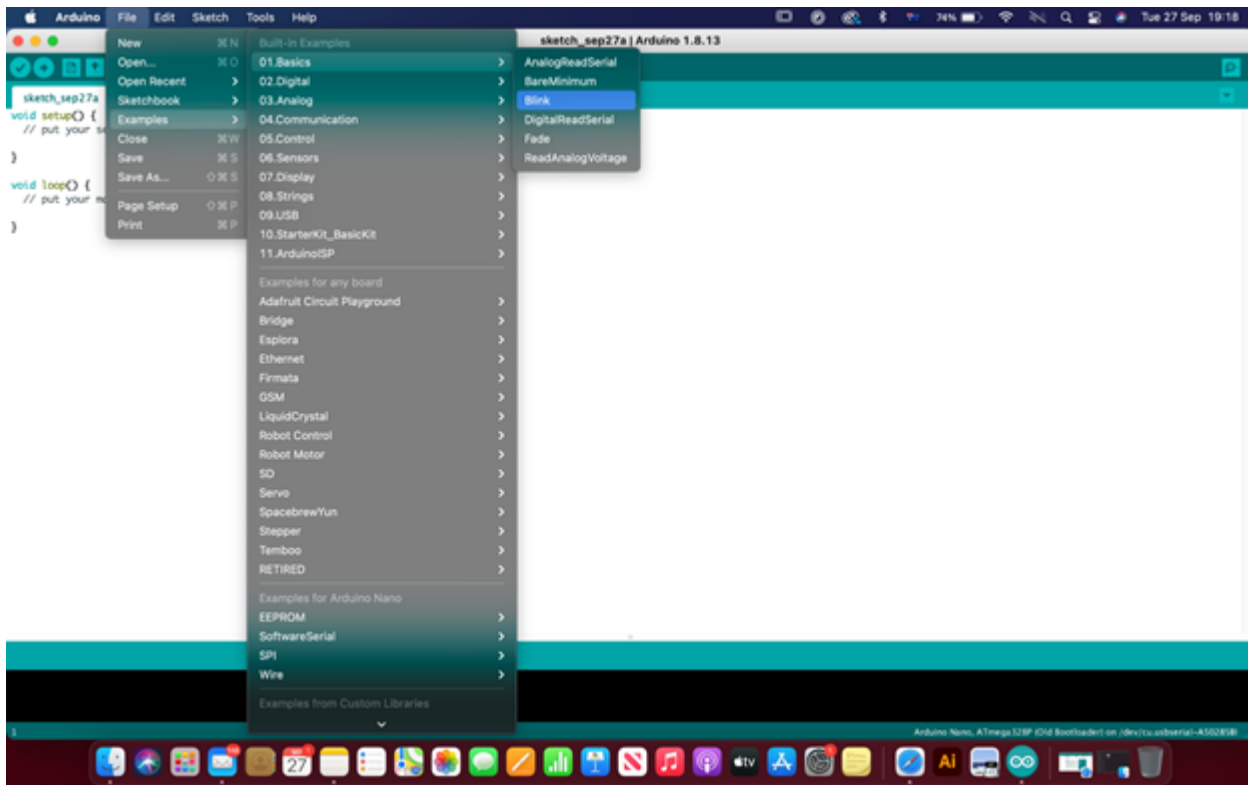 Arduino File Edit Sketch Tools Help 74% Tue 27 Sep 19:18
sketch_sep27a | Arduino 1.8.13
New ⌘ N
Open... ⌘ O
Open Recent
Sketchbook
Examples
Close ⌘ W
Save ⌘ S
Save As... ⇧ ⌘ S
Page Setup ⇧ ⌘ P
Print ⌘ P
Built-in Examples
01.Basics
02.Digital
03.Analog
04.Communication
05.Control
06.Sensors
07.Display
08.Strings
09.USB
10.StarterKit_BasicKit
11.ArduinoISP
Examples for any board
Adafruit Circuit Playground
Bridge
Esplora
Ethernet
Firmata
GSM
LiquidCrystal
Robot Control
Robot Motor
SD
Servo
SpacebrewYun
Stepper
Temboo
RETIRED
Examples for Arduino Nano
EEPROM
SoftwareSerial
SPI
Wire
Examples from Custom Libraries
AnalogReadSerial
BareMinimum
Blink
DigitalReadSerial
Fade
ReadAnalogVoltage
sketch_sep27a
void setup() {
// put your
}
void loop() {
// put your
}
1
Arduino Nano, ATmega328P (Old Bootloader) on
27
tv
Ai